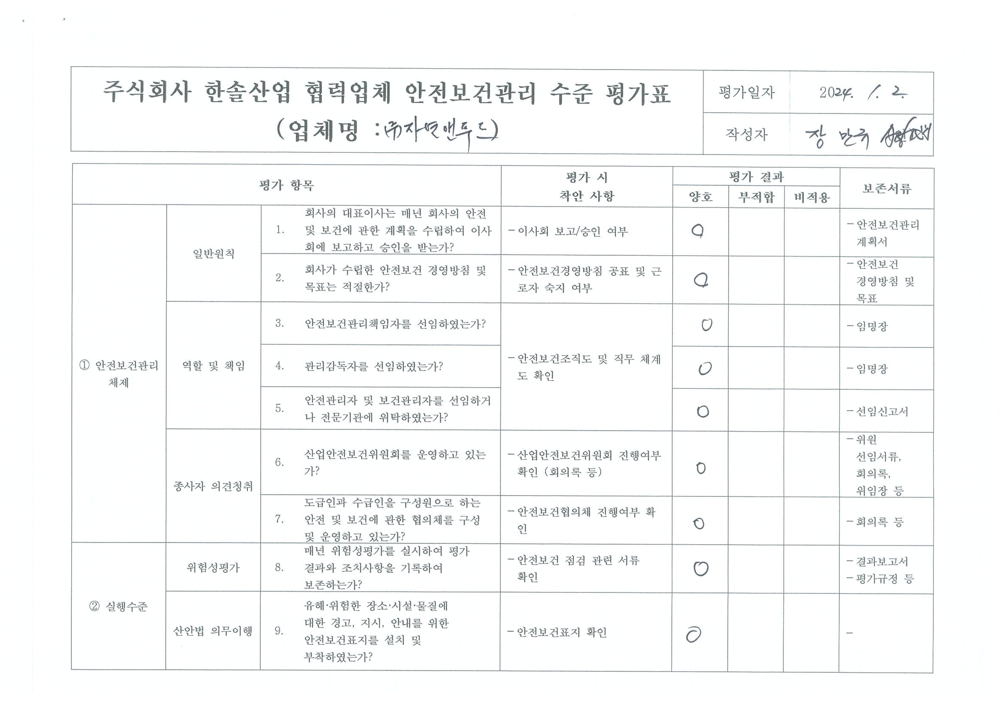 주식회사 한솔산업 협력업체 안전보건관리 수준 평가표
(업체명 :㈜자연앤푸드)
평가일자
2024. 1. 2.
작성자
장 만국
평가 항목
평가 시
착안 사항
평가 결과
양호
부적합
비적용
보존서류
① 안전보건관리
체제
일반원칙
1.
회사의 대표이사는 매년 회사의 안전
및 보건에 관한 계획을 수립하여 이사
회에 보고하고 승인을 받는가?
- 이사회 보고/승인 여부
O
- 안전보건관리
계획서
2.
회사가 수립한 안전보건 경영방침 및
목표는 적절한가?
- 안전보건경영방침 공표 및 근
로자 숙지 여부
O
- 안전보건
경영방침 및
목표
역할 및 책임
3.
안전보건관리책임자를 선임하였는가?
- 안전보건조직도 및 직무 체계
도 확인
O
- 임명장
4.
관리감독자를 선임하였는가?
O
- 임명장
5.
안전관리자 및 보건관리자를 선임하거
나 전문기관에 위탁하였는가?
O
- 선임신고서
종사자 의견청취
6.
산업안전보건위원회를 운영하고 있는
가?
- 산업안전보건위원회 진행여부
확인 (회의록 등)
O
- 위원
선임서류,
회의록,
위임장 등
7.
도급인과 수급인을 구성원으로 하는
안전 및 보건에 관한 협의체를 구성
및 운영하고 있는가?
- 안전보건협의체 진행여부 확
인
O
- 회의록 등
② 실행수준
위험성평가
8.
매년 위험성평가를 실시하여 평가
결과와 조치사항을 기록하여
보존하는가?
- 안전보건 점검 관련 서류
확인
O
- 결과보고서
- 평가규정 등
산안법 의무이행
9.
유해·위험한 장소·시설·물질에
대한 경고, 지시, 안내를 위한
안전보건표지를 설치 및
부착하였는가?
- 안전보건표지 확인
O
-